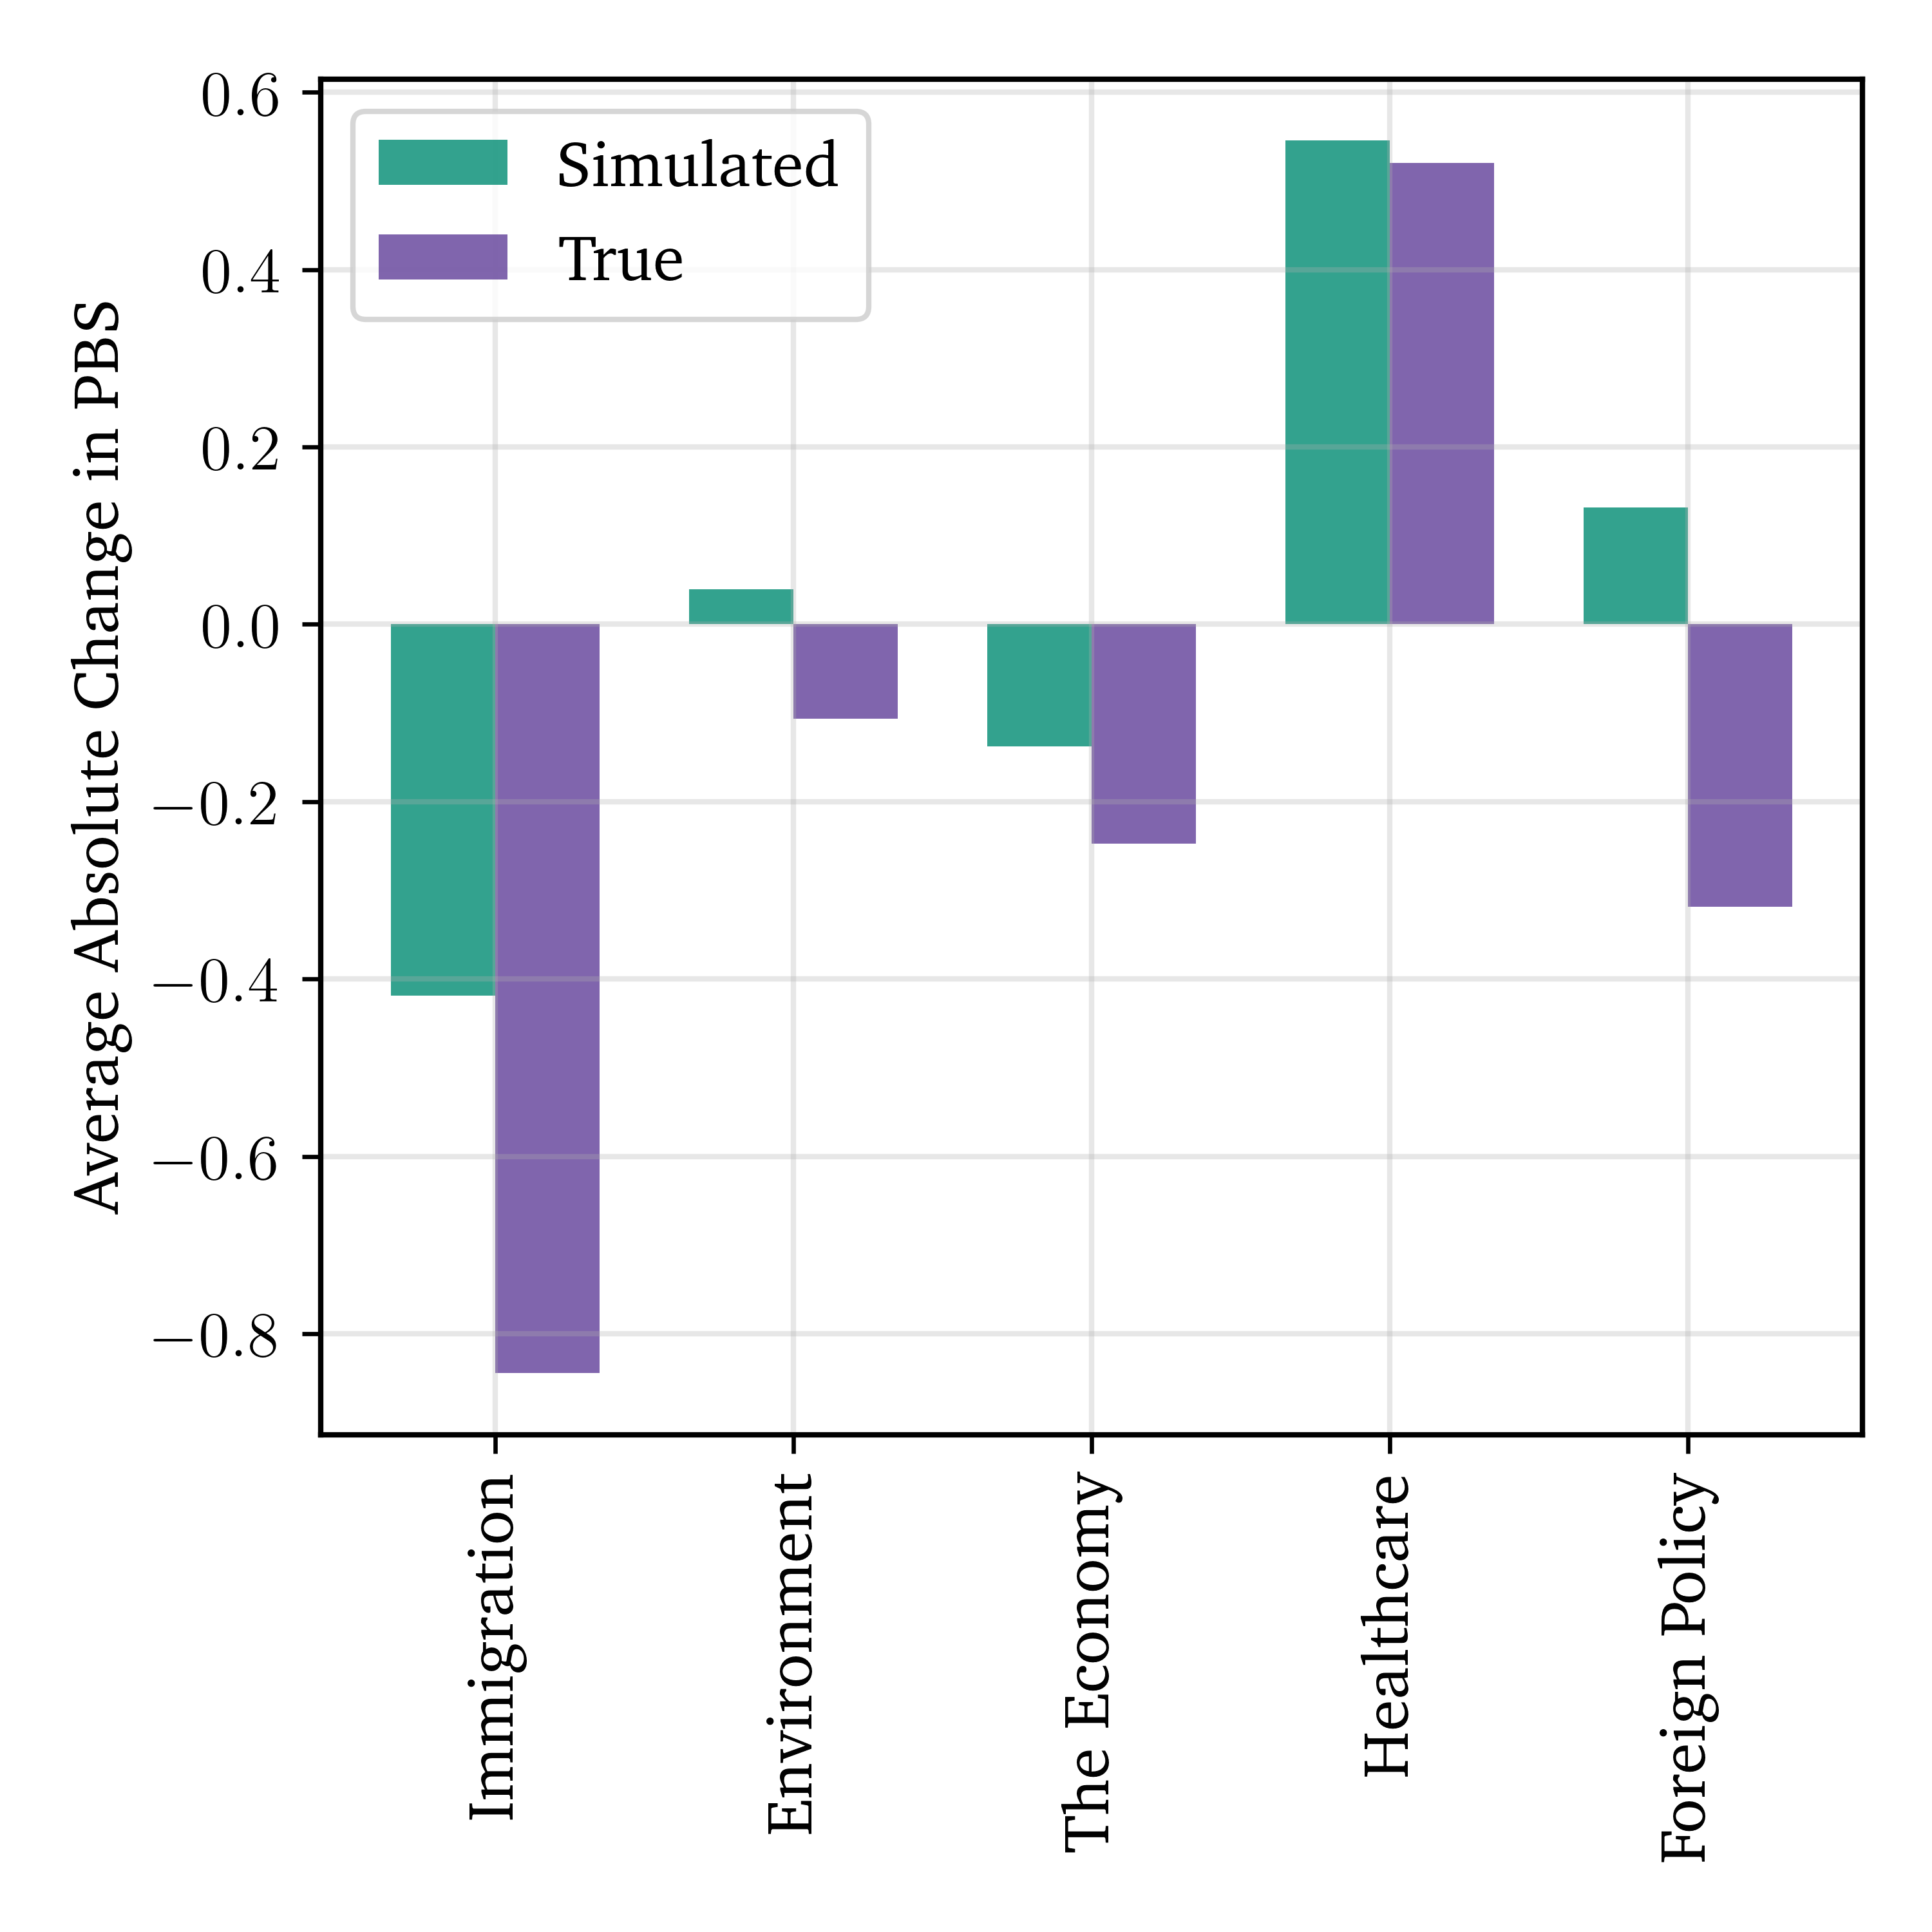 Average Absolute Change in PBS
0.6
0.4
0.2
0.0
−0.2
−0.4
−0.6
−0.8
Simulated
True
Immigration
Environment
The Economy
Healthcare
Foreign Policy